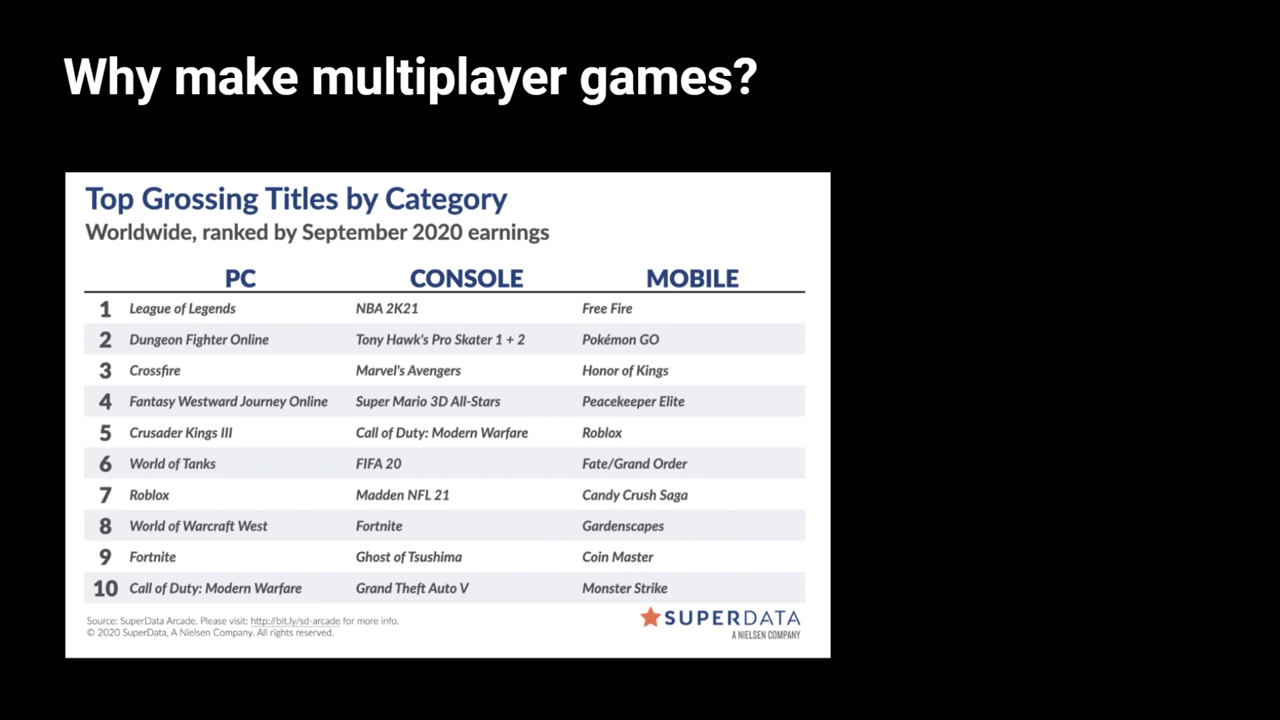 Why make multiplayer games?
Top Grossing Titles by Category
Worldwide, ranked by September 2020 earnings
PC CONSOLE MOBILE
1 League of Legends NBA 2K21 Free Fire
2 Dungeon Fighter Online Tony Hawk's Pro Skater 1 + 2 Pokémon GO
3 Crossfire Marvel's Avengers Honor of Kings
4 Fantasy Westward Journey Online Super Mario 3D All-Stars Peacekeeper Elite
5 Crusader Kings III Call of Duty: Modern Warfare Roblox
6 World of Tanks FIFA 20 Fate/Grand Order
7 Roblox Madden NFL 21 Candy Crush Saga
8 World of Warcraft West Fortnite Gardenscapes
9 Fortnite Ghost of Tsushima Coin Master
10 Call of Duty: Modern Warfare Grand Theft Auto V Monster Strike
Source: SuperData Arcade. Please visit: http://bit.ly/sd-arcade for more info.
© 2020 SuperData, A Nielsen Company. All rights reserved.
SUPERDATA
A NIELSEN COMPANY